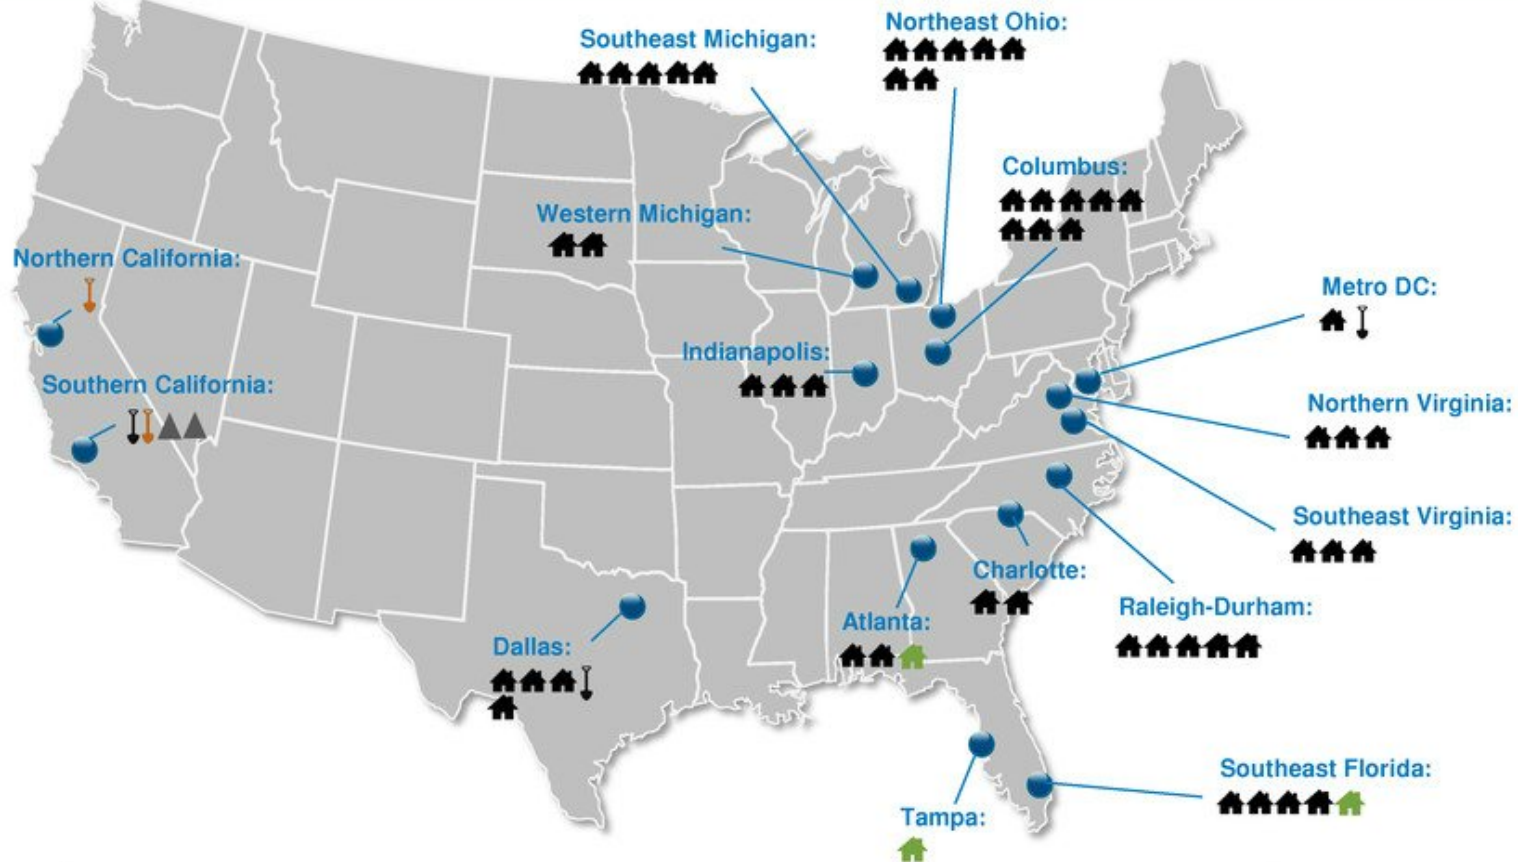 Northeast Ohio:
Southeast Michigan:
Columbus:
Western Michigan:
Northern California:
Metro DC:
Indianapolis:
Southern California:
Northern Virginia:
Southeast Virginia:
Charlotte:
Raleigh-Durham:
Atlanta:
Dallas:
Southeast Florida:
Tampa: